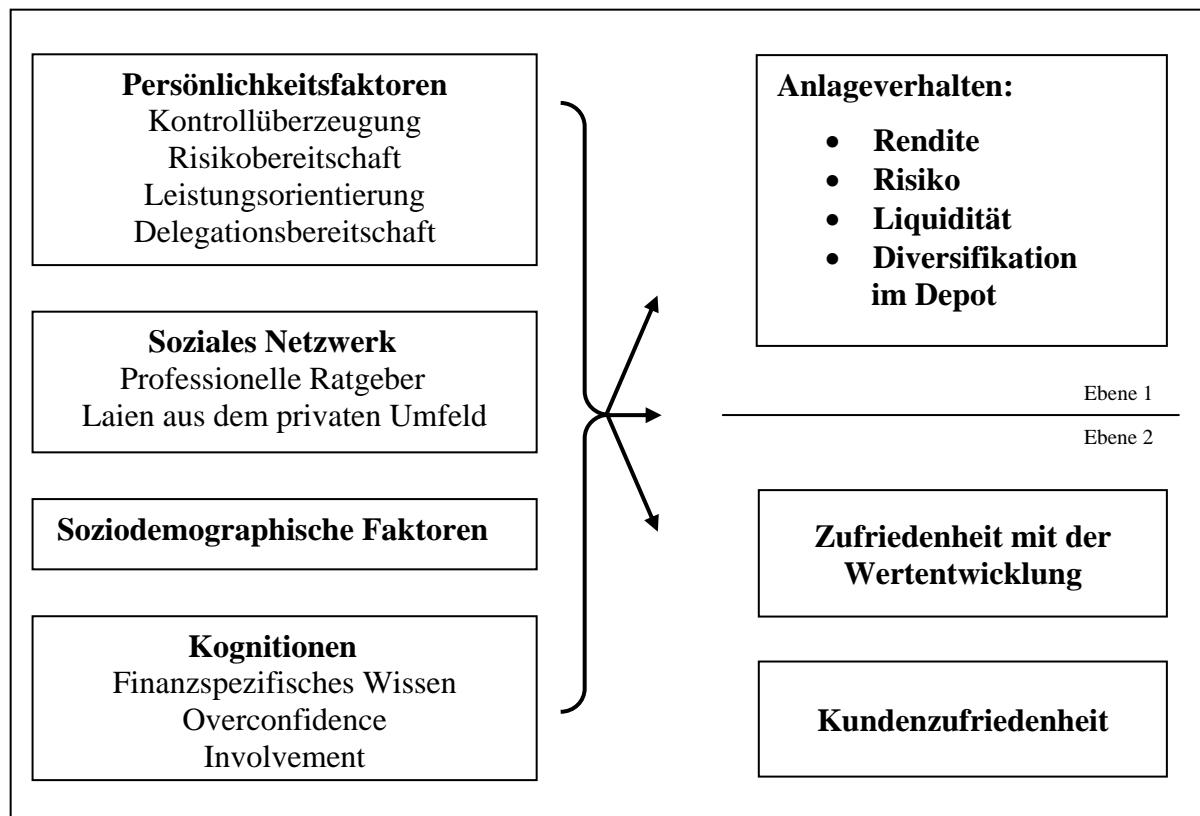 Persönlichkeitsfaktoren
Kontrollüberzeugung
Risikobereitschaft
Leistungsorientierung
Delegationsbereitschaft
Soziales Netzwerk
Professionelle Ratgeber
Laien aus dem privaten Umfeld
Soziodemographische Faktoren
Kognitionen
Finanzspezifisches Wissen
Overconfidence
Involvement
Anlageverhalten:
• Rendite
• Risiko
• Liquidität
• Diversifikation
im Depot
Ebene 1
Ebene 2
Zufriedenheit mit der
Wertentwicklung
Kundenzufriedenheit